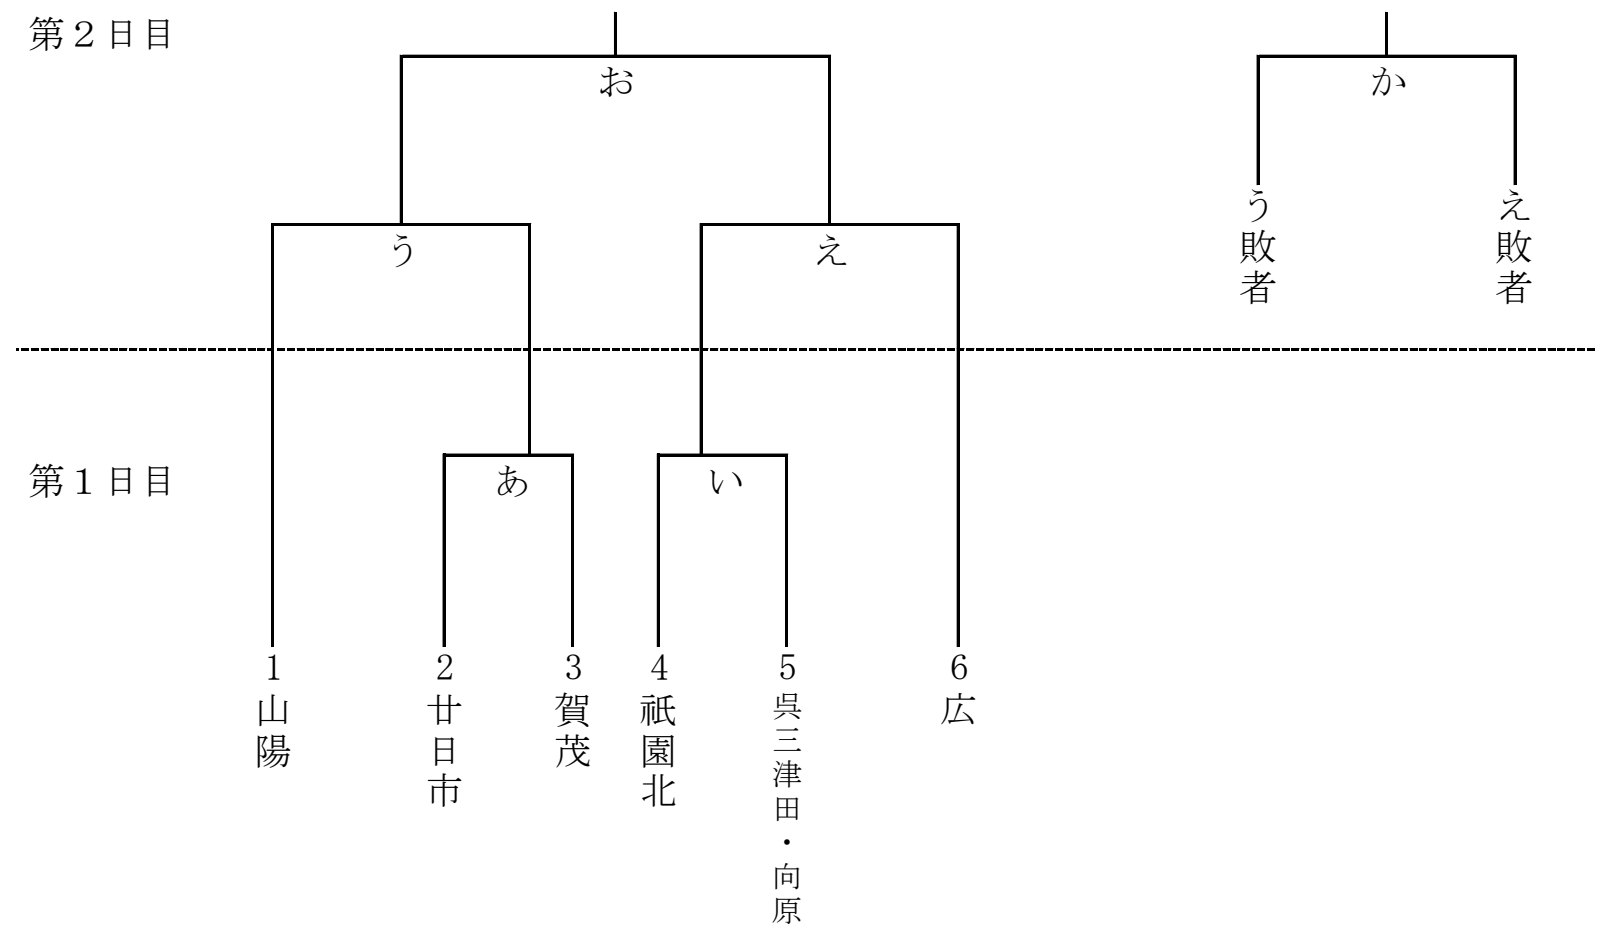 第２日目
お
か
う
え
う敗者
え敗者
第１日目
あ
い
1
山陽
2
廿日市
3
賀茂
4
祇園北
5
呉三津田・向原
6
広